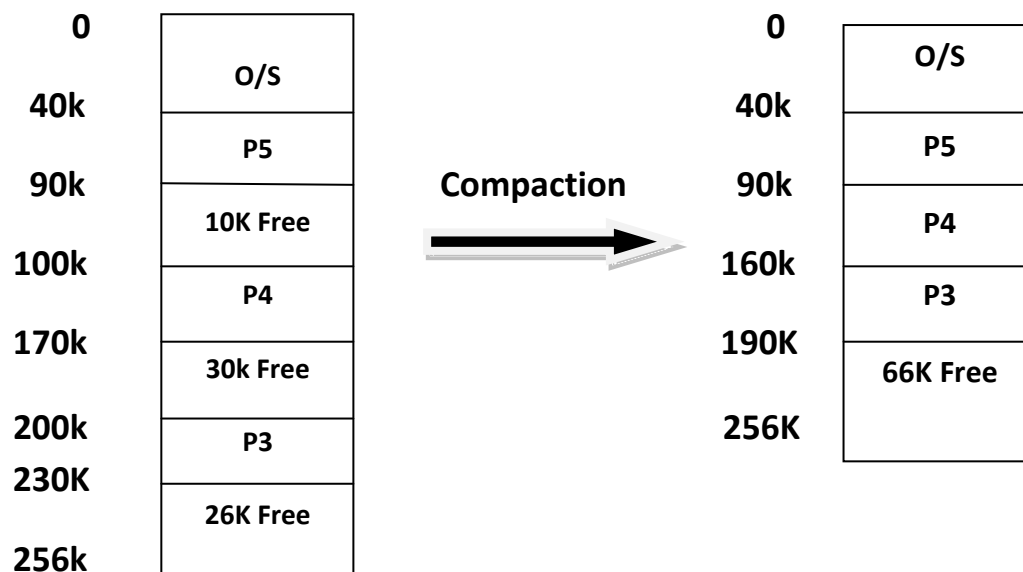 0
O/S
40k
P5
90k
10K Free
100k
P4
170k
30k Free
200k
P3
230K
26K Free
256k
Compaction
0
O/S
40k
P5
90k
P4
160k
P3
190K
66K Free
256K